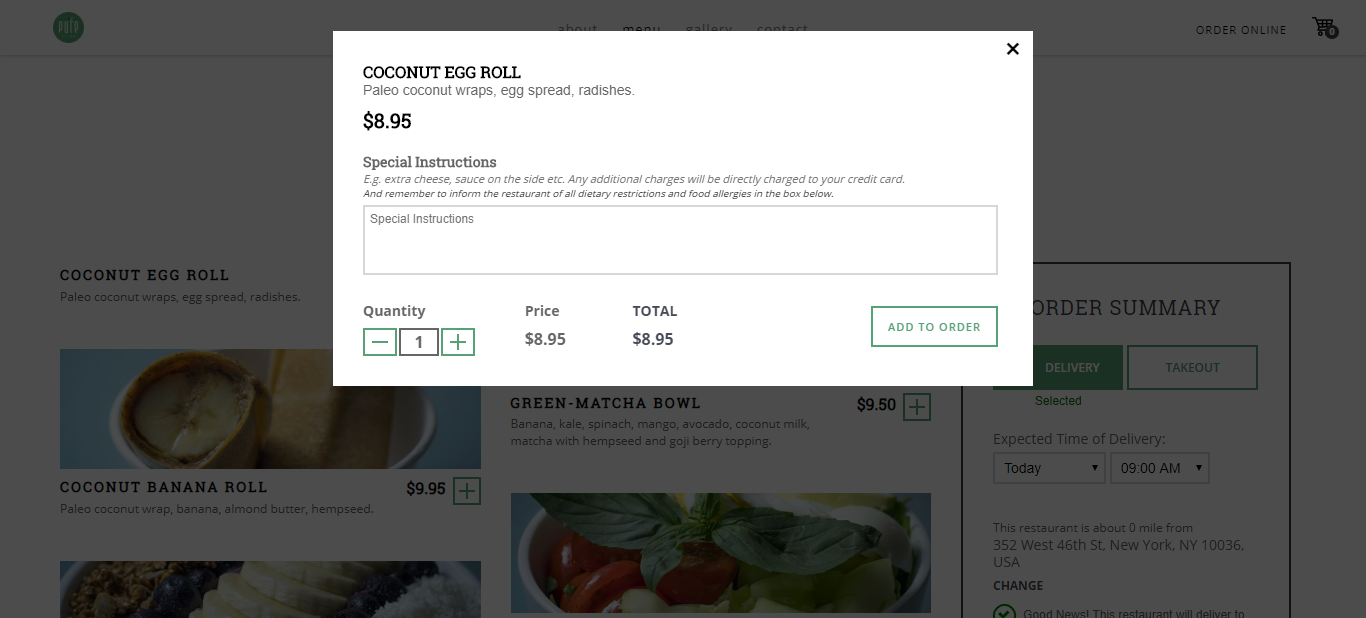 pure
about menu gallery contact
ORDER ONLINE
0
COCONUT EGG ROLL
Paleo coconut wraps, egg spread, radishes.
$8.95
Special Instructions
E.g. extra cheese, sauce on the side etc. Any additional charges will be directly charged to your credit card.
And remember to inform the restaurant of all dietary restrictions and food allergies in the box below.
Special Instructions
Quantity
Price
TOTAL
1
$8.95
$8.95
ADD TO ORDER
COCONUT EGG ROLL
Paleo coconut wraps, egg spread, radishes.
COCONUT BANANA ROLL
$9.95
Paleo coconut wrap, banana, almond butter, hempseed.
GREEN-MATCHA BOWL
$9.50
Banana, kale, spinach, mango, avocado, coconut milk,
matcha with hempseed and goji berry topping.
ORDER SUMMARY
DELIVERY
TAKEOUT
Selected
Expected Time of Delivery:
Today
09:00 AM
This restaurant is about 0 mile from
352 West 46th St, New York, NY 10036,
USA
CHANGE
Good News! This restaurant will deliver to